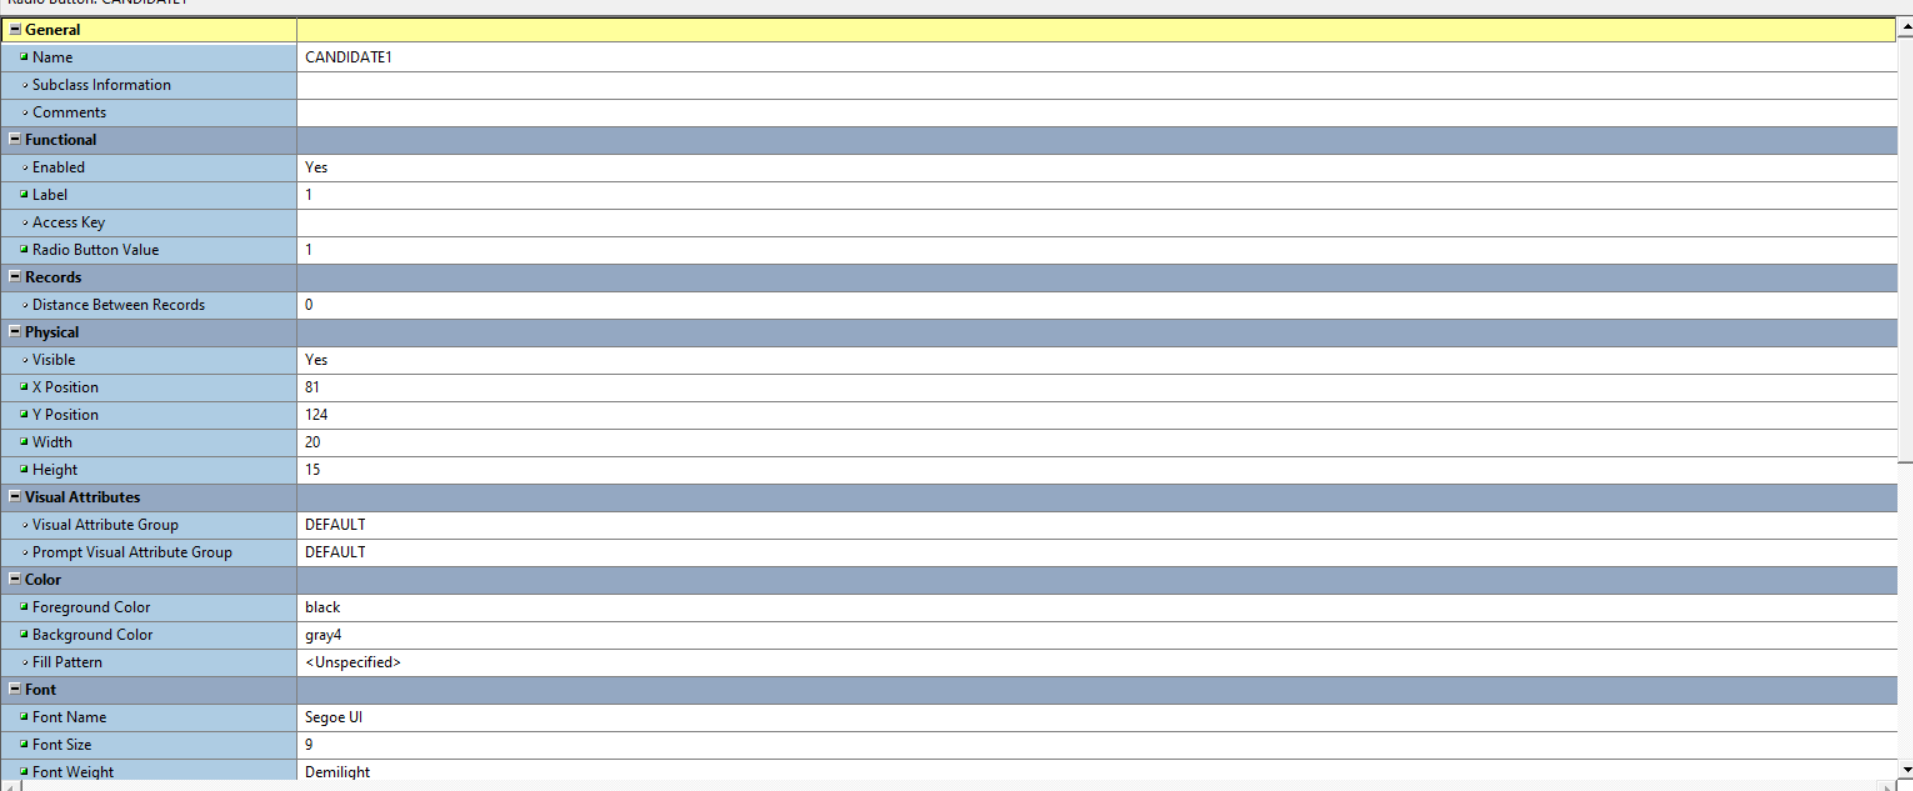 Radio Button: CANDIDATE1
General
Name CANDIDATE1
Subclass Information
Comments
Functional
Enabled Yes
Label 1
Access Key
Radio Button Value 1
Records
Distance Between Records 0
Physical
Visible Yes
X Position 81
Y Position 124
Width 20
Height 15
Visual Attributes
Visual Attribute Group DEFAULT
Prompt Visual Attribute Group DEFAULT
Color
Foreground Color black
Background Color gray4
Fill Pattern <Unspecified>
Font
Font Name Segoe UI
Font Size 9
Font Weight Demilight